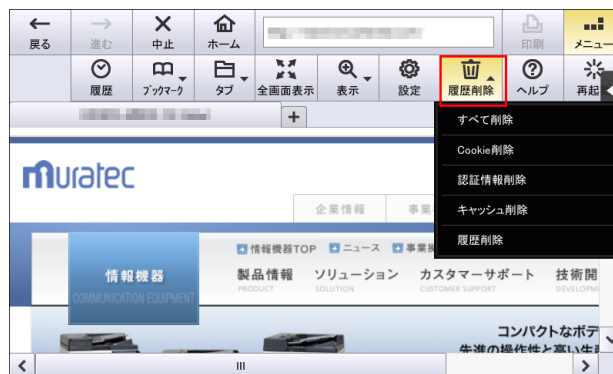 戻る 進む 中止 ホーム 印刷 メニュー
履歴 ブックマーク タブ 全画面表示 表示 設定 履歴削除 ヘルプ 再起
+
すべて削除
Cookie削除
認証情報削除
キャッシュ削除
履歴削除
muratec
企業情報 事業
情報機器TOP ニュース 事業
情報機器
COMMUNICATION EQUIPMENT
製品情報 ソリューション カスタマーサポート 技術開
PRODUCT SOLUTION CUSTOMER SUPPORT DEVELOPM
コンパクトなボデ
先進の操作性と高い生産